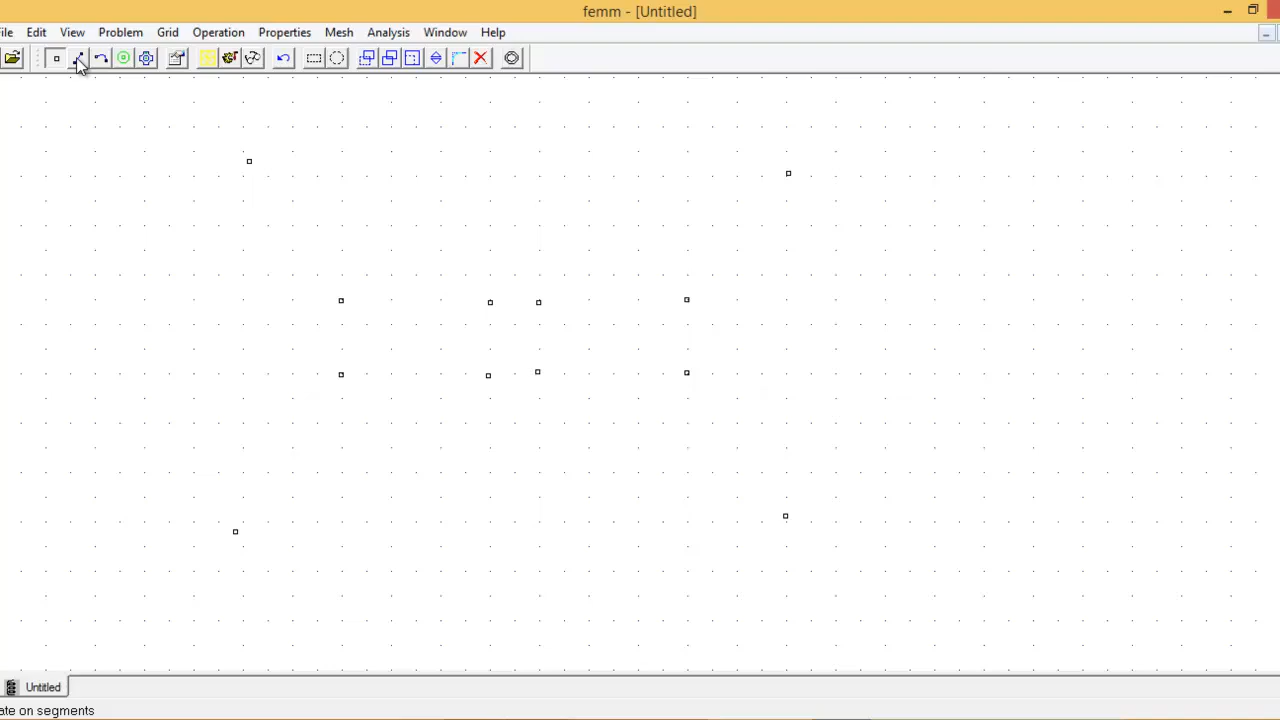 femm - [Untitled]
ile Edit View Problem Grid Operation Properties Mesh Analysis Window Help
Untitled
ate on segments